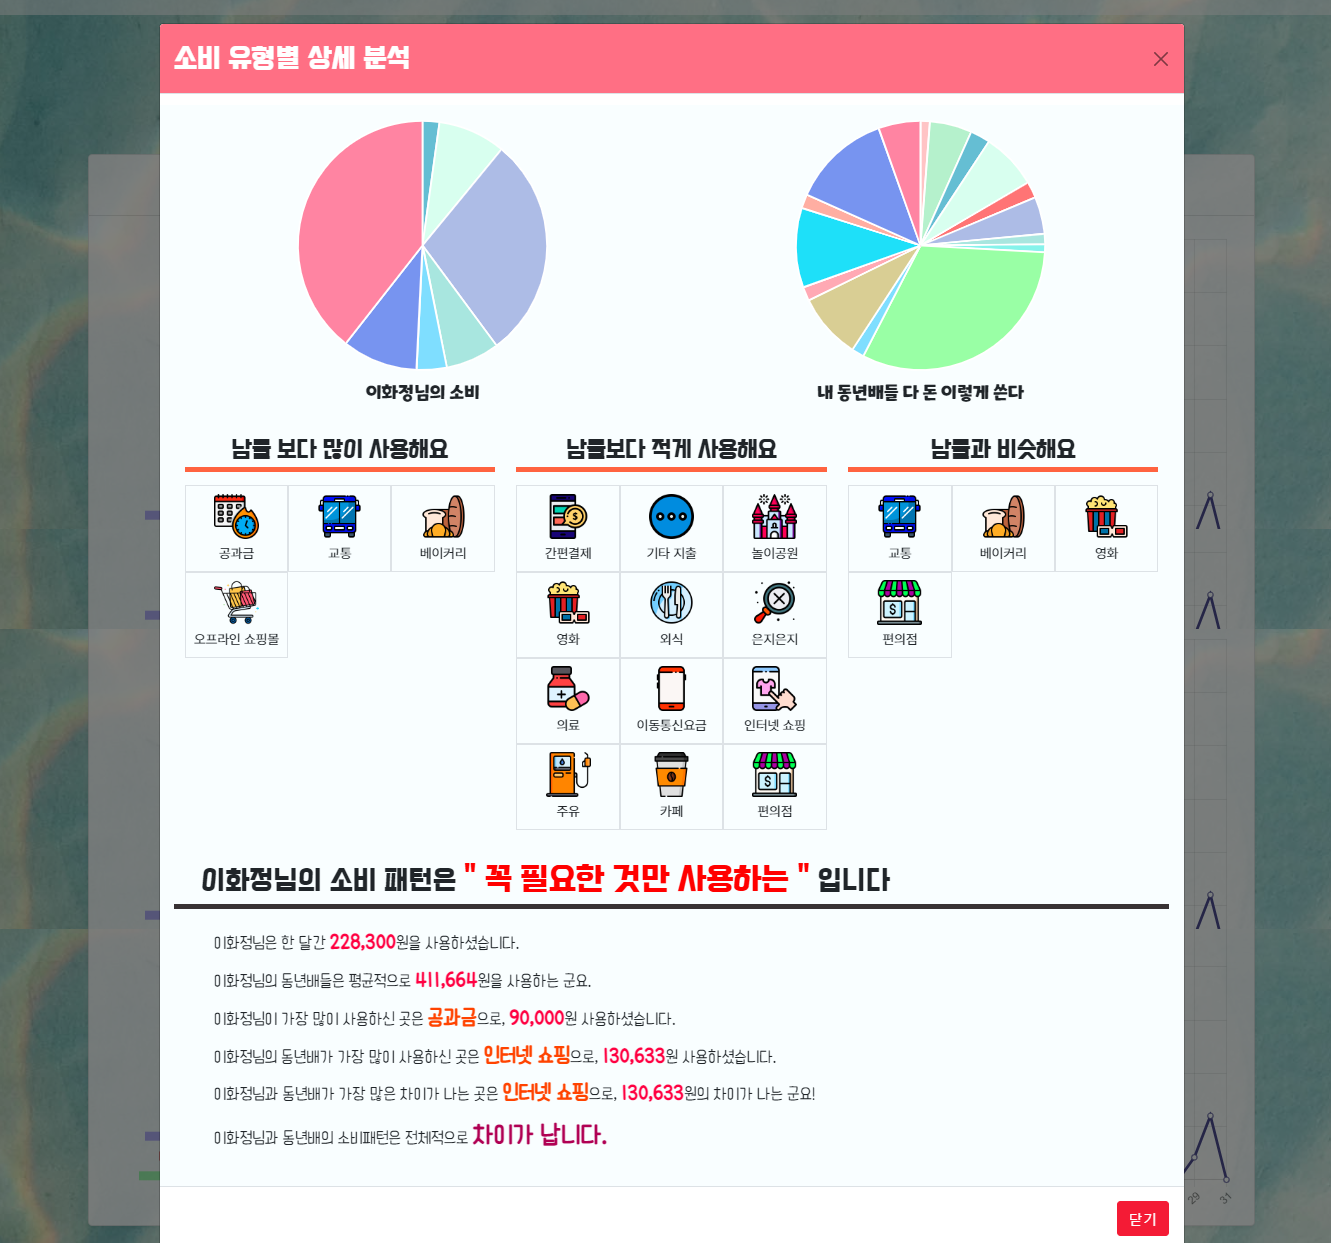 소비 유형별 상세 분석
이화정님의 소비
내 동년배들 다 돈 이렇게 쓴다
남들 보다 많이 사용해요
공과금
교통
베이커리
오프라인 쇼핑몰
남들보다 적게 사용해요
간편결제
기타 지출
놀이공원
영화
외식
은지은지
의료
이동통신요금
인터넷 쇼핑
주유
카페
편의점
남들과 비슷해요
교통
베이커리
영화
편의점
이화정님의 소비 패턴은 " 꼭 필요한 것만 사용하는 " 입니다
이화정님은 한 달간 228,300원을 사용하셨습니다.
이화정님의 동년배들은 평균적으로 411,664원을 사용하는 군요.
이화정님이 가장 많이 사용하신 곳은 공과금으로, 90,000원 사용하셨습니다.
이화정님의 동년배가 가장 많이 사용하신 곳은 인터넷 쇼핑으로, 130,633원 사용하셨습니다.
이화정님과 동년배가 가장 많은 차이가 나는 곳은 인터넷 쇼핑으로, 130,633원의 차이가 나는 군요!
이화정님과 동년배의 소비패턴은 전체적으로 차이가 납니다.
29
31
닫기